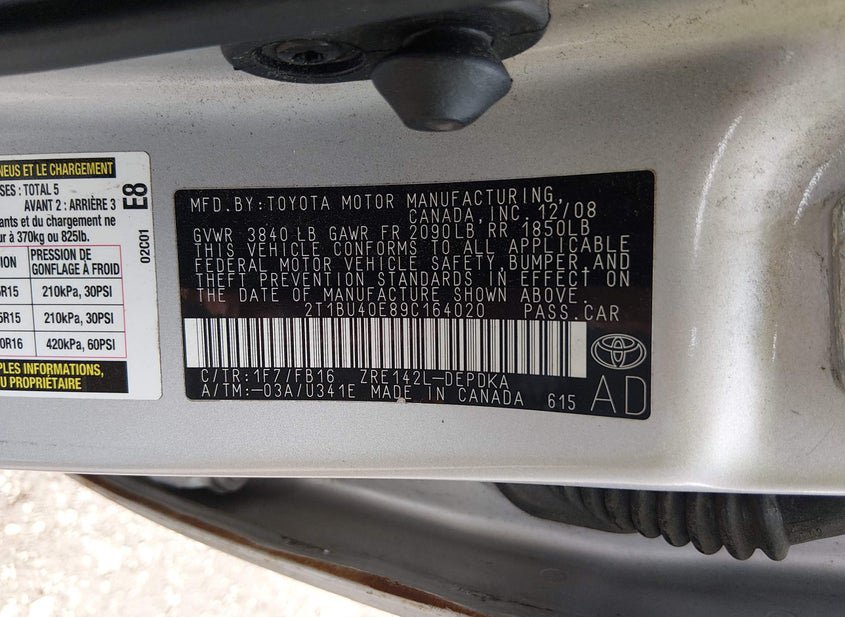 NEUS ET LE CHARGEMENT
SES : TOTAL 5
AVANT 2 : ARRIÈRE 3
ants et du chargement ne
r à 370kg ou 825lb.
E8
02C01
ION
PRESSION DE
GONFLAGE À FROID
R15
210kPa, 30PSI
R15
210kPa, 30PSI
0R16
420kPa, 60PSI
PLES INFORMATIONS,
U PROPRIÉTAIRE
MFD.BY:TOYOTA MOTOR MANUFACTURING,
CANADA, INC. 12/08
GVWR 3840 LB GAWR FR 2090LB RR 1850LB
THIS VEHICLE CONFORMS TO ALL APPLICABLE
FEDERAL MOTOR VEHICLE SAFETY,BUMPER,AND
THEFT PREVENTION STANDARDS IN EFFECT ON
THE DATE OF MANUFACTURE SHOWN ABOVE.
2T1BU40E89C164020 PASS.CAR
C/TR:1F7/FB16 ZRE142L-DEPDKA
A/TM:-03A/U341E MADE IN CANADA 615
AD